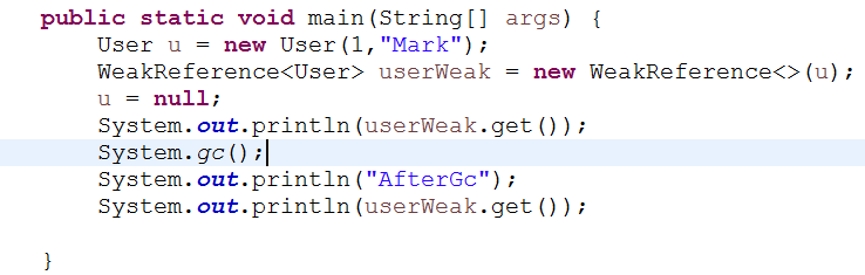 public static void main(String[] args) {
User u = new User(1,"Mark");
WeakReference<User> userWeak = new WeakReference<>(u);
u = null;
System.out.println(userWeak.get());
System.gc();
System.out.println("AfterGc");
System.out.println(userWeak.get());
}